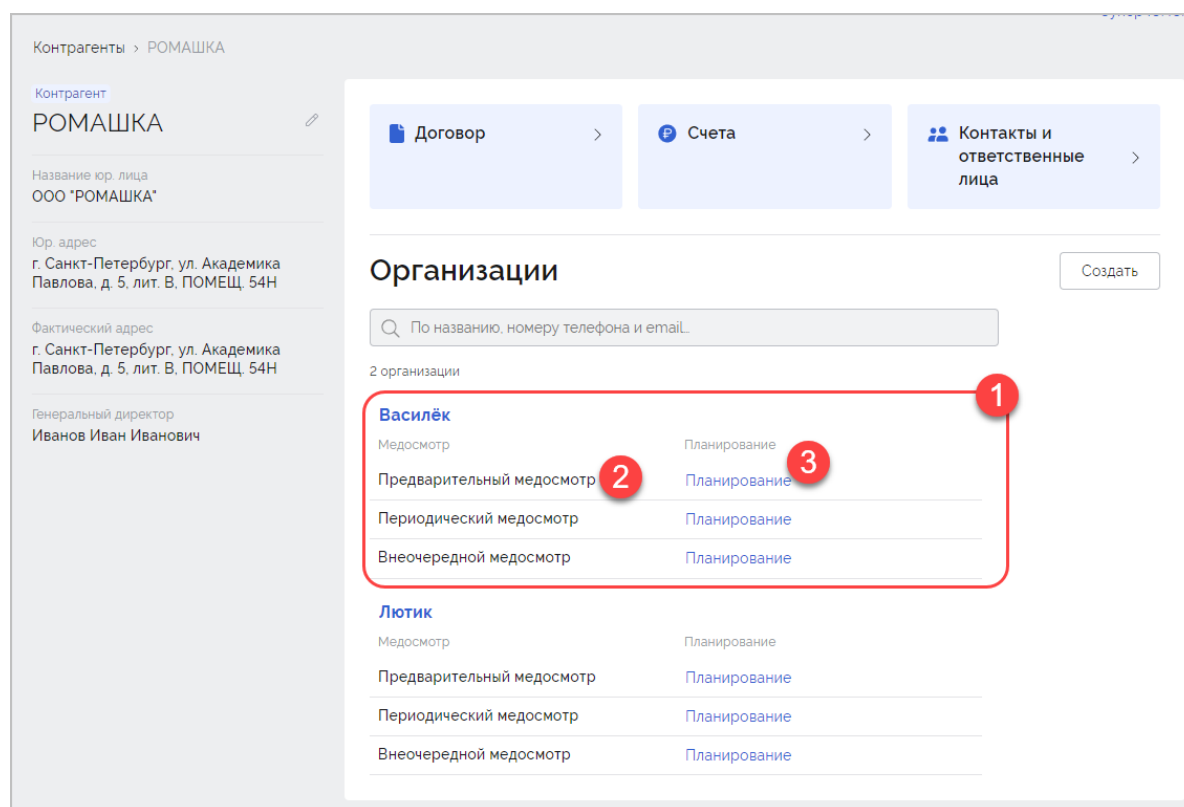 Контрагенты > РОМАШКА
Контрагент
РОМАШКА
Название юр. лица
ООО "РОМАШКА"
Юр. адрес
г. Санкт-Петербург, ул. Академика
Павлова, д. 5, лит. В, ПОМЕЩ. 54Н
Фактический адрес
г. Санкт-Петербург, ул. Академика
Павлова, д. 5, лит. В, ПОМЕЩ. 54Н
Генеральный директор
Иванов Иван Иванович
Договор
Счета
Контакты и
ответственные
лица
Организации
Создать
По названию, номеру телефона и email...
2 организации
1
Василёк
Медосмотр Планирование
Предварительный медосмотр 2 Планирование 3
Периодический медосмотр Планирование
Внеочередной медосмотр Планирование
Лютик
Медосмотр Планирование
Предварительный медосмотр Планирование
Периодический медосмотр Планирование
Внеочередной медосмотр Планирование